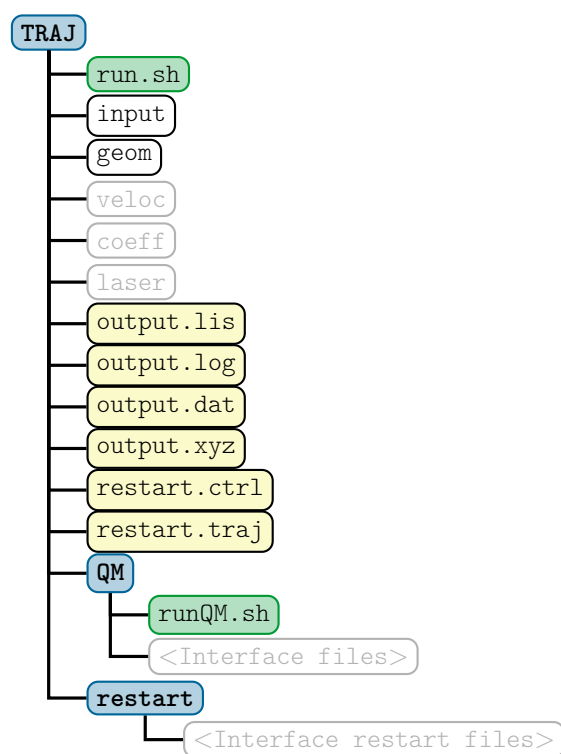 TRAJ
run.sh
input
geom
veloc
coeff
laser
output.lis
output.log
output.dat
output.xyz
restart.ctrl
restart.traj
QM
runQM.sh
<Interface files>
restart
<Interface restart files>